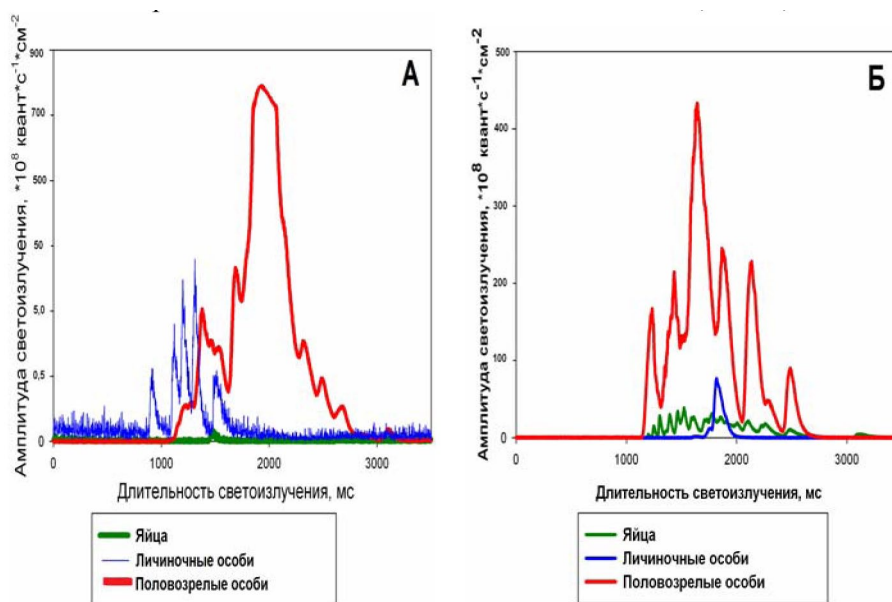 Амплитуда светоизлучения, *10⁸ квант*с⁻¹*см⁻²
900
700
500
50
5,0
0,5
0
А
0
1000
2000
3000
Длительность светоизлучения, мс
Яйца
Личиночные особи
Половозрелые особи
Амплитуда светоизлучения, *10⁸ квант*с⁻¹*см⁻²
500
400
300
200
100
0
Б
0
1000
2000
3000
Длительность светоизлучения, мс
Яйца
Личиночные особи
Половозрелые особи